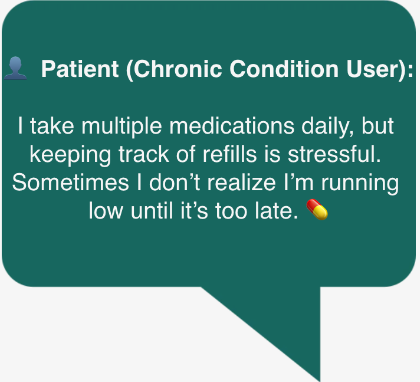 👤 Patient (Chronic Condition User):
I take multiple medications daily, but
keeping track of refills is stressful.
Sometimes I don’t realize I’m running
low until it’s too late. 💊